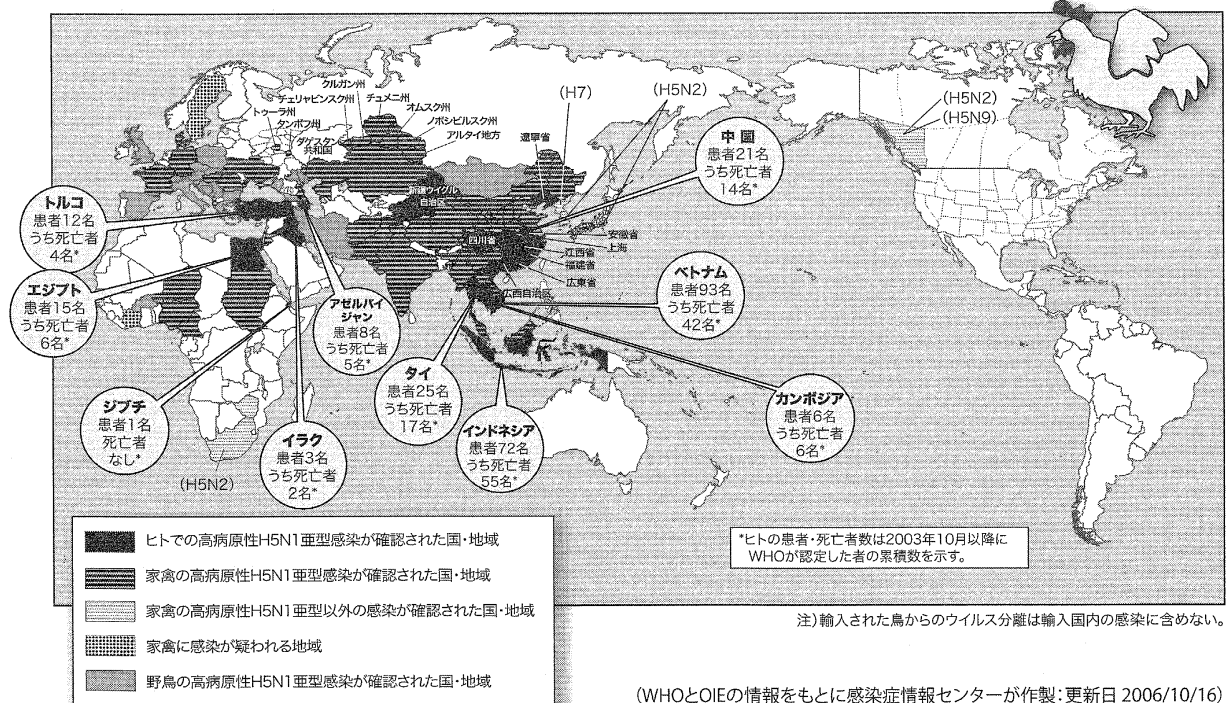 クルガン州
チェリャビンスク州
チュメニ州
オムスク州
トゥーラ州
ノボシビルスク州
タンボフ州
アルタイ地方
ダゲスタン
共和国
遼寧省
(H7)
(H5N2)
(H5N2)
(H5N9)
中 国
患者21名
うち死亡者
14名*
新疆ウイグル
自治区
トルコ
患者12名
うち死亡者
4名*
四川省
安徽省
上海
江西省
福建省
広東省
広西自治区
エジプト
患者15名
うち死亡者
6名*
アゼルバイ
ジャン
患者8名
うち死亡者
5名*
ベトナム
患者93名
うち死亡者
42名*
タイ
患者25名
うち死亡者
17名*
ジブチ
患者1名
死亡者
なし*
イラク
患者3名
うち死亡者
2名*
インドネシア
患者72名
うち死亡者
55名*
カンボジア
患者6名
うち死亡者
6名*
(H5N2)
ヒトでの高病原性H5N1亜型感染が確認された国・地域
家禽の高病原性H5N1亜型感染が確認された国・地域
家禽の高病原性H5N1亜型以外の感染が確認された国・地域
家禽に感染が疑われる地域
野鳥の高病原性H5N1亜型感染が確認された国・地域
*ヒトの患者・死亡者数は2003年10月以降に
WHOが認定した者の累積数を示す。
注)輸入された鳥からのウイルス分離は輸入国内の感染に含めない。
(WHOとOIEの情報をもとに感染症情報センターが作製:更新日 2006/10/16)